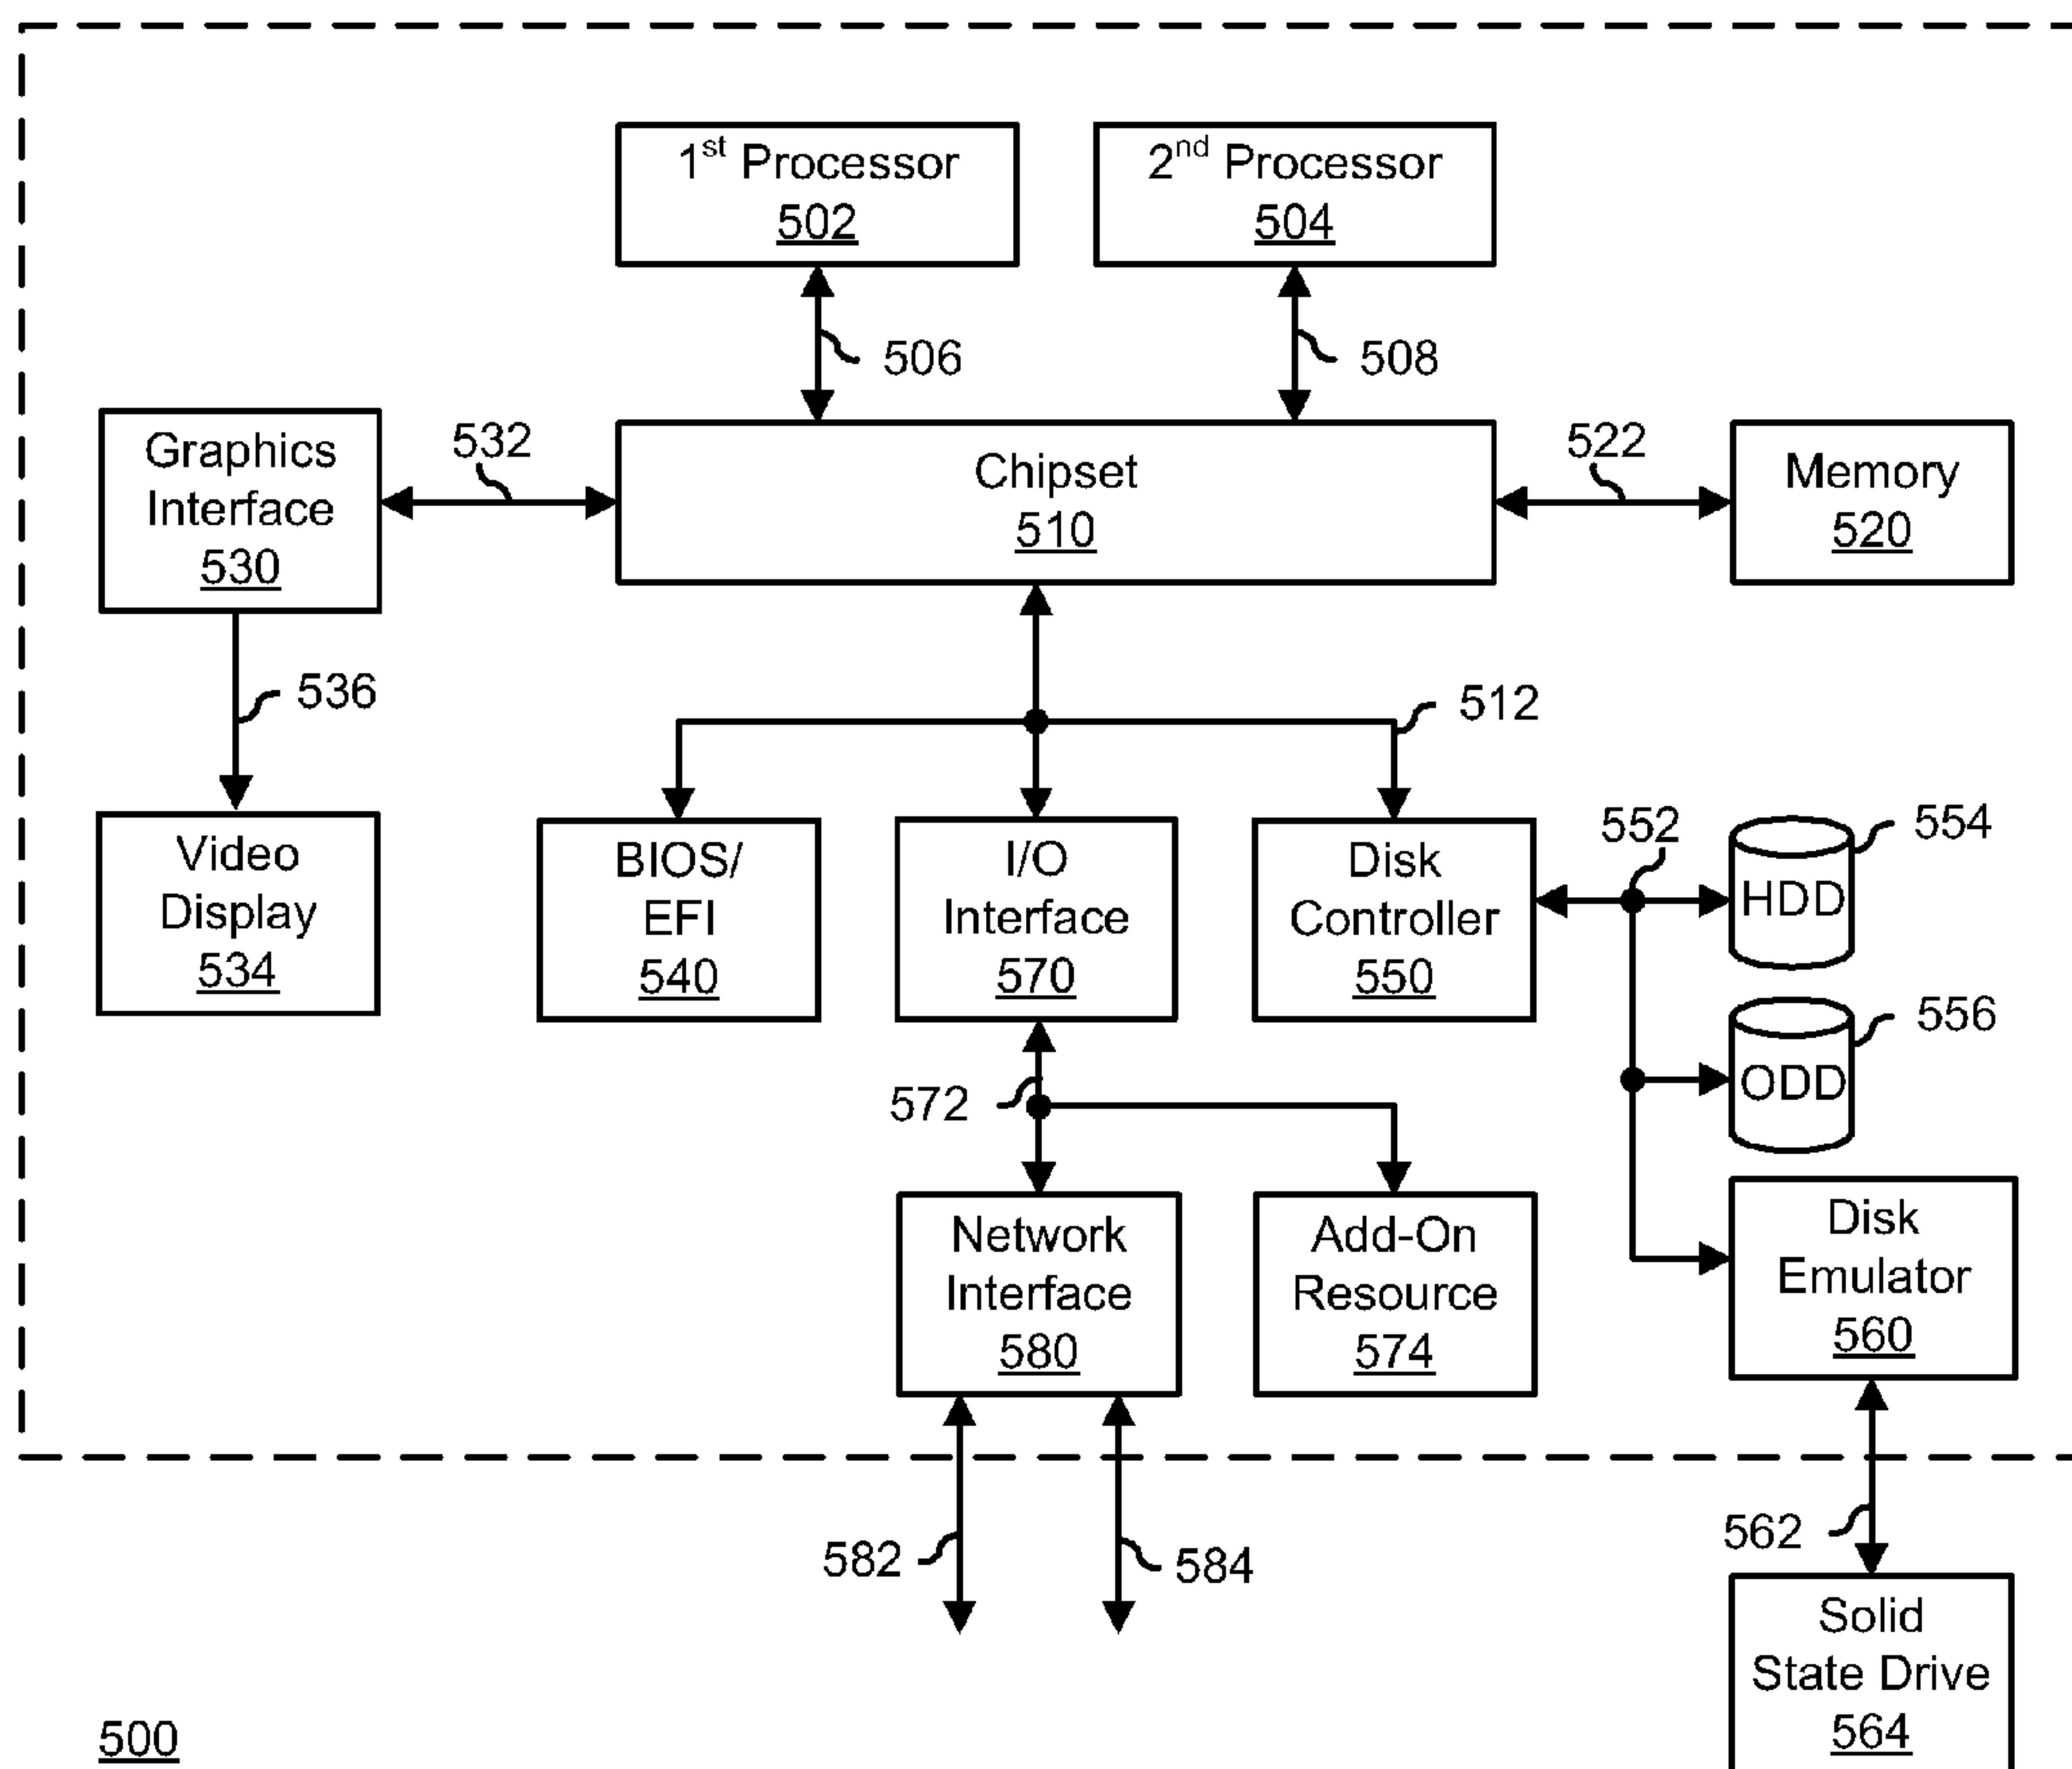 1st Processor
502
2nd Processor
504
506
508
Graphics
Interface
530
532
Chipset
510
522
Memory
520
536
512
Video
Display
534
BIOS/
EFI
540
I/O
Interface
570
Disk
Controller
550
552
HDD
554
ODD
556
572
Network
Interface
580
Add-On
Resource
574
Disk
Emulator
560
582
584
562
Solid
State Drive
564
500